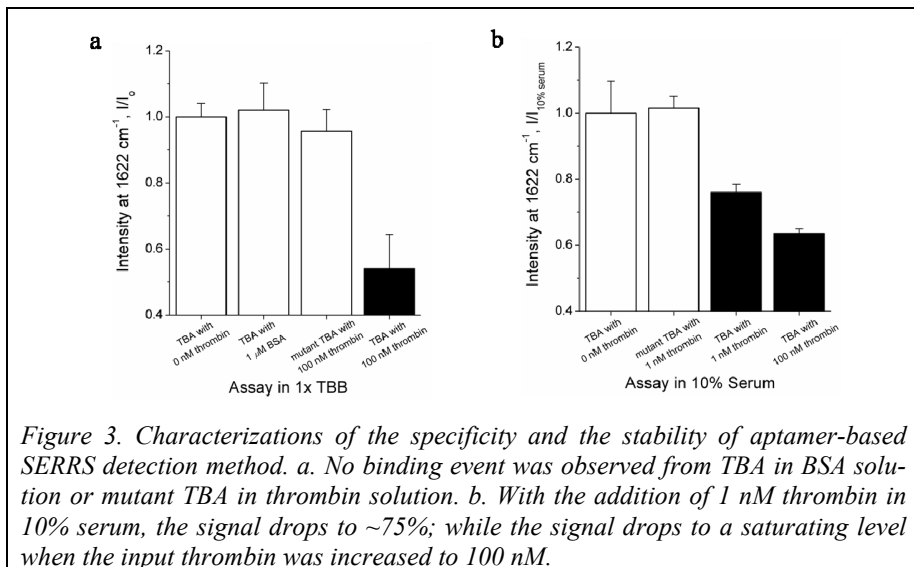 a
1.2
1.0
0.8
0.6
0.4
Intensity at 1622 cm⁻¹, I/Iₒ
TBA with
0 nM thrombin
TBA with
1 μM BSA
mutant TBA with
100 nM thrombin
TBA with
100 nM thrombin
Assay in 1x TBB
b
1.2
1.0
0.8
0.6
0.4
Intensity at 1622 cm⁻¹, I/I10% serum
TBA with
0 nM thrombin
mutant TBA with
1 nM thrombin
TBA with
1 nM thrombin
TBA with
100 nM thrombin
Assay in 10% Serum
Figure 3. Characterizations of the specificity and the stability of aptamer-based
SERRS detection method. a. No binding event was observed from TBA in BSA solu-
tion or mutant TBA in thrombin solution. b. With the addition of 1 nM thrombin in
10% serum, the signal drops to ~75%; while the signal drops to a saturating level
when the input thrombin was increased to 100 nM.